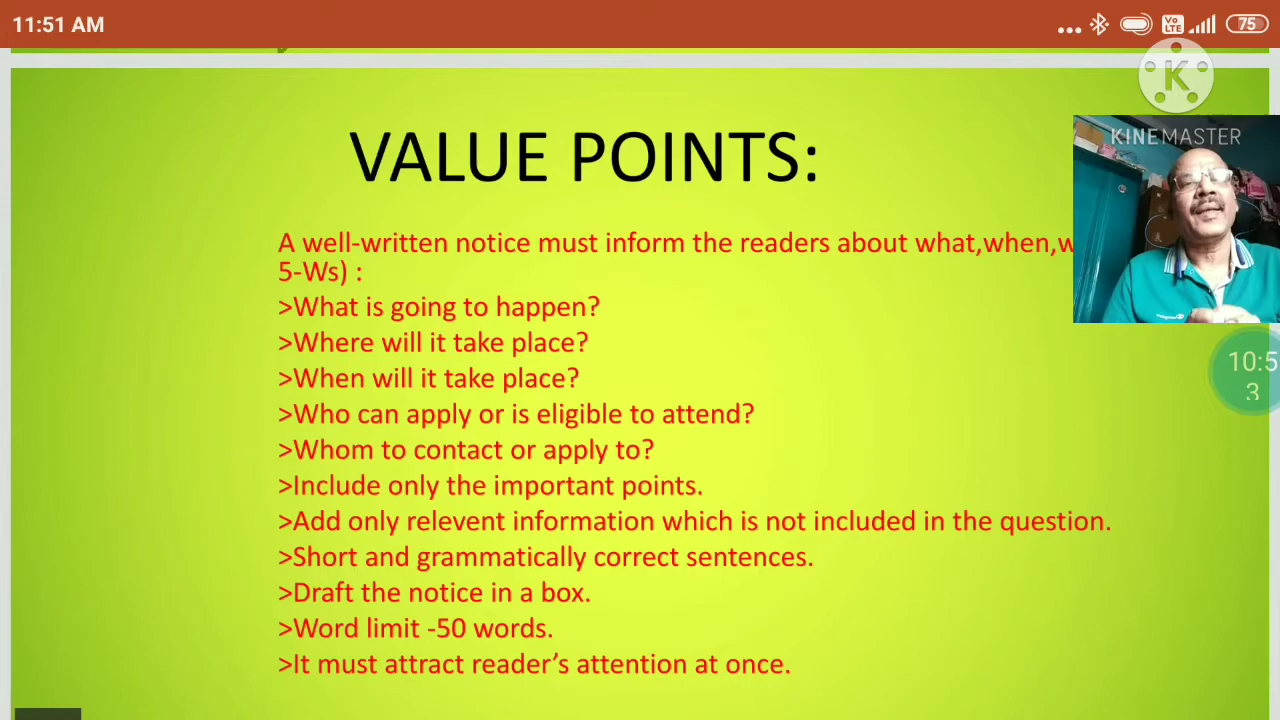 11:51 AM
Vo
LTE
75
K
KINEMASTER
VALUE POINTS:
A well-written notice must inform the readers about what,when,
5-Ws) :
>What is going to happen?
>Where will it take place?
>When will it take place?
>Who can apply or is eligible to attend?
>Whom to contact or apply to?
>Include only the important points.
>Add only relevent information which is not included in the question.
>Short and grammatically correct sentences.
>Draft the notice in a box.
>Word limit -50 words.
>It must attract reader’s attention at once.
10:5
3